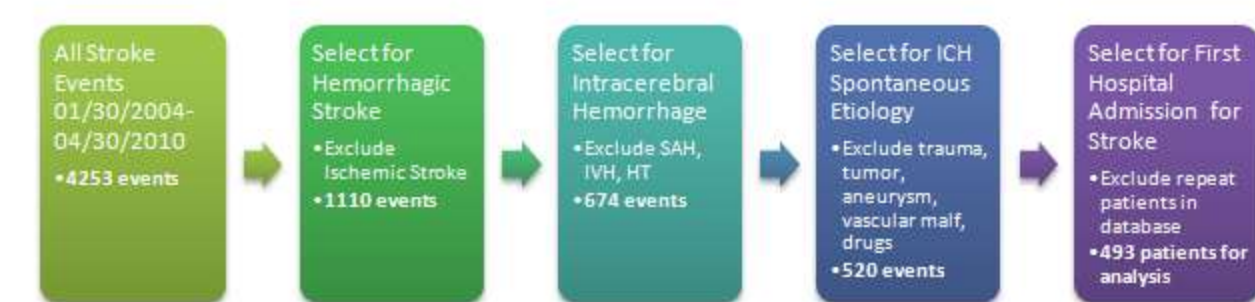 All Stroke
Events
01/30/2004-
04/30/2010
•4253 events
Select for
Hemorrhagic
Stroke
•Exclude
Ischemic Stroke
•1110 events
Select for
Intracerebral
Hemorrhage
•Exclude SAH,
IVH, HT
•674 events
Select for ICH
Spontaneous
Etiology
•Exclude trauma,
tumor,
aneurysm,
vascular malf,
drugs
•520 events
Select for First
Hospital
Admission for
Stroke
•Exclude repeat
patients in
database
•493 patients for
analysis